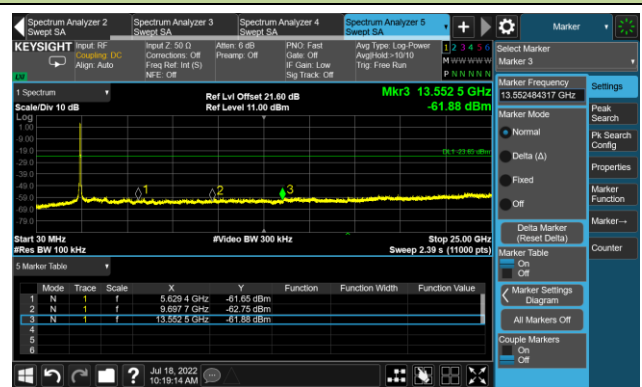 Spectrum Analyzer 2
Swept SA
Spectrum Analyzer 3
Swept SA
Spectrum Analyzer 4
Swept SA
Spectrum Analyzer 5
Swept SA
Marker
KEYSIGHT
Input: RF
Coupling: DC
Align: Auto
Input Z: 50 Ω
Corrections: Off
Freq Ref: Int (S)
NFE: Off
Atten: 6 dB
Preamp: Off
PNO: Fast
Gate: Off
IF Gain: Low
Sig Track: Off
Avg Type: Log-Power
Avg|Hold:>10/10
Trig: Free Run
1 2 3 4 5 6
M W W W W W
P N N N N N
LXI
1 Spectrum
Scale/Div 10 dB
Ref Lvl Offset 21.60 dB
Ref Level 11.00 dBm
Mkr3 13.552 5 GHz
-61.88 dBm
Log
1.00
-9.00
-19.0
-29.0
-39.0
-49.0
-59.0
-69.0
-79.0
DL1 -23.65 dBm
1
2
3
Start 30 MHz
#Res BW 100 kHz
#Video BW 300 kHz
Stop 25.00 GHz
Sweep 2.39 s (11000 pts)
5 Marker Table
Mode Trace Scale X Y Function Function Width Function Value
1 N 1 f 5.629 4 GHz -61.65 dBm
2 N 1 f 9.697 7 GHz -62.75 dBm
3 N 1 f 13.552 5 GHz -61.88 dBm
4
5
6
Select Marker
Marker 3
Marker Frequency
13.552484317 GHz
Marker Mode
Normal
Delta (Δ)
Fixed
Off
Delta Marker
(Reset Delta)
Marker Table
On
Off
Marker Settings
Diagram
All Markers Off
Couple Markers
On
Off
Settings
Peak
Search
Pk Search
Config
Properties
Marker
Function
Marker→
Counter
Jul 18, 2022
10:19:14 AM